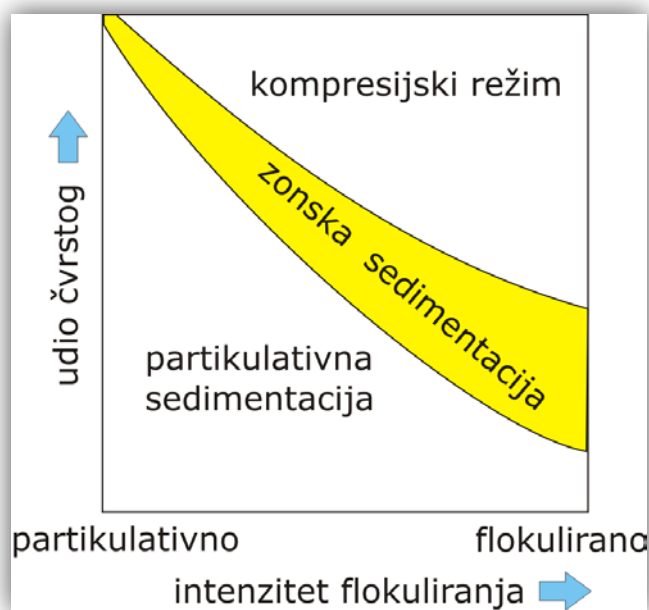 kompresijski režim
zonska sedimentacija
udio čvrstog
partikulativna
sedimentacija
partikulativno
flokulirano
intenzitet flokuliranja